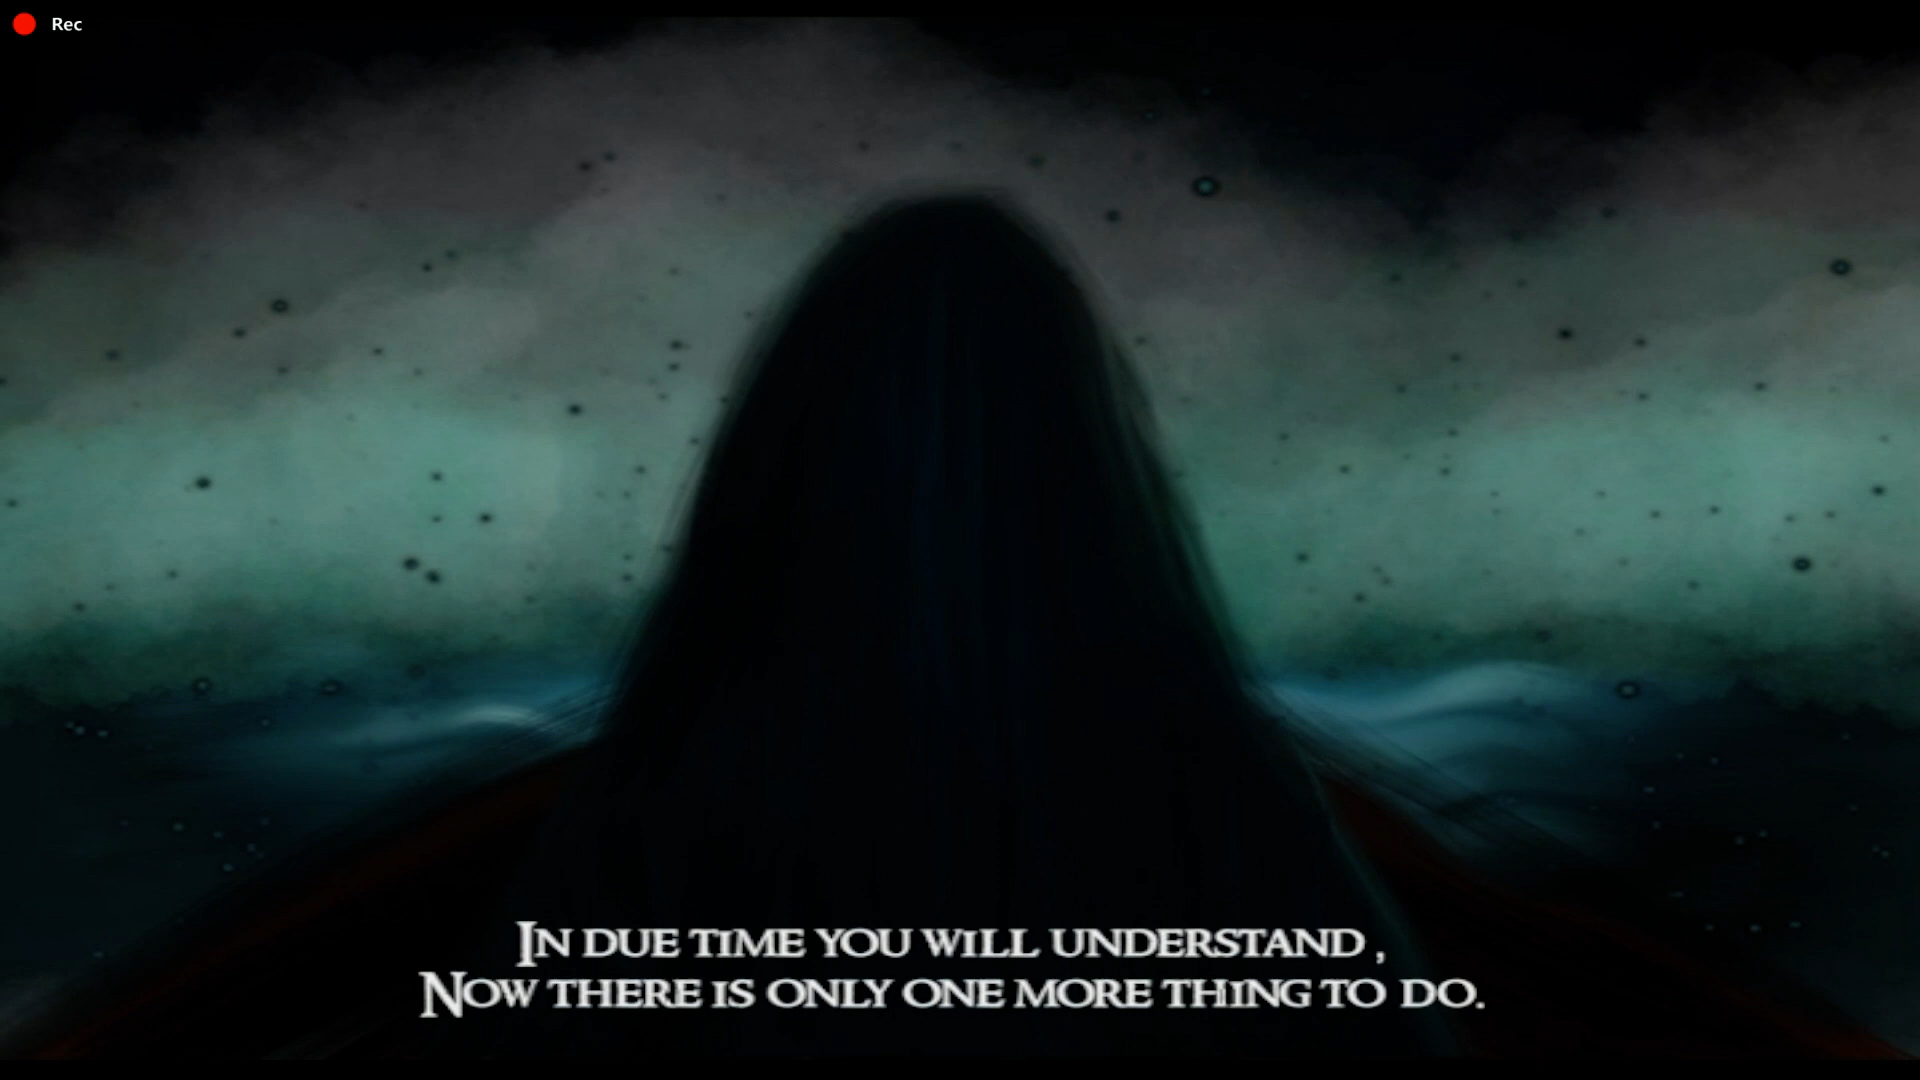 Rec
In due time you will understand ,
Now there is only one more thing to do.